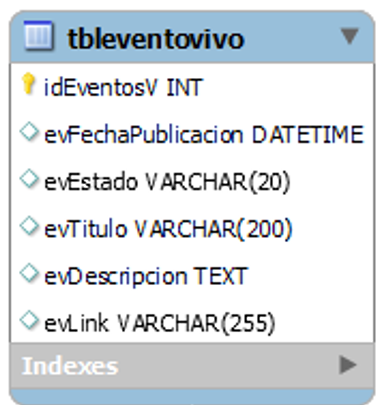 tbleventovivo
idEventosV INT
evFechaPublicacion DATETIME
evEstado VARCHAR(20)
evTitulo VARCHAR(200)
evDescripcion TEXT
evLink VARCHAR(255)
Indexes